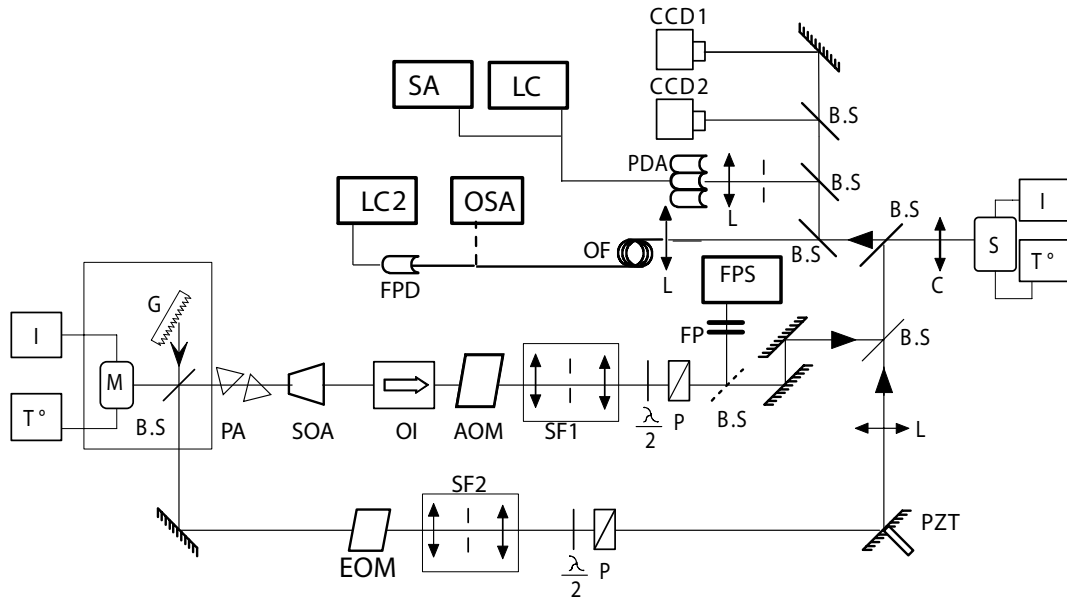 CCD1
SA
LC
CCD2
B.S
PDA
B.S
LC2
OSA
L
B.S
I
S
OF
B.S
T°
FPD
L
FPS
C
G
FP
B.S
I
M
T°
B.S
PA
SOA
OI
AOM
SF1
λ/2
P
B.S
L
SF2
PZT
EOM
λ/2
P